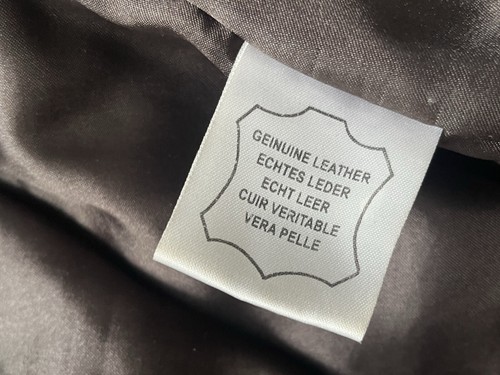 GEINUINE LEATHER
ECHTES LEDER
ECHT LEER
CUIR VERITABLE
VERA PELLE